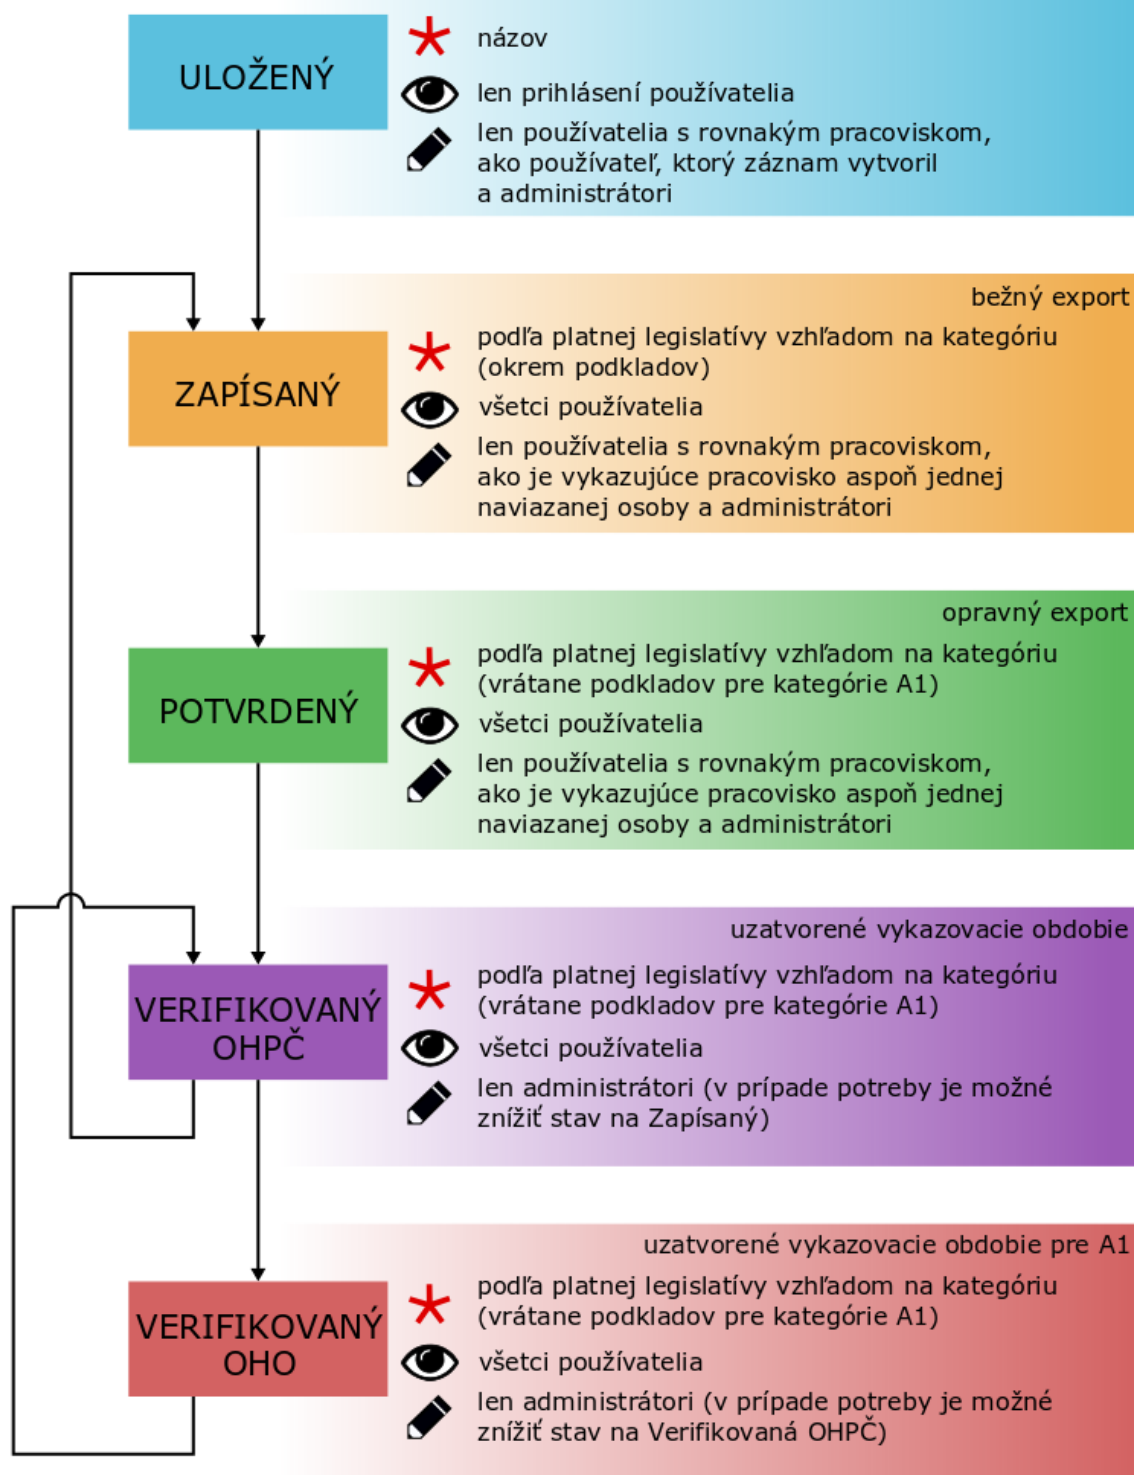 ULOŽENÝ
názov
len prihlásení používatelia
len používatelia s rovnakým pracoviskom,
ako používateľ, ktorý záznam vytvoril
a administrátori
bežný export
ZAPÍSANÝ
podľa platnej legislatívy vzhľadom na kategóriu
(okrem podkladov)
všetci používatelia
len používatelia s rovnakým pracoviskom,
ako je vykazujúce pracovisko aspoň jednej
naviazanej osoby a administrátori
opravný export
POTVRDENÝ
podľa platnej legislatívy vzhľadom na kategóriu
(vrátane podkladov pre kategórie A1)
všetci používatelia
len používatelia s rovnakým pracoviskom,
ako je vykazujúce pracovisko aspoň jednej
naviazanej osoby a administrátori
uzatvorené vykazovacie obdobie
VERIFIKOVANÝ
OHPČ
podľa platnej legislatívy vzhľadom na kategóriu
(vrátane podkladov pre kategórie A1)
všetci používatelia
len administrátori (v prípade potreby je možné
znížiť stav na Zapísaný)
uzatvorené vykazovacie obdobie pre A1
VERIFIKOVANÝ
OHO
podľa platnej legislatívy vzhľadom na kategóriu
(vrátane podkladov pre kategórie A1)
všetci používatelia
len administrátori (v prípade potreby je možné
znížiť stav na Verifikovaná OHPČ)